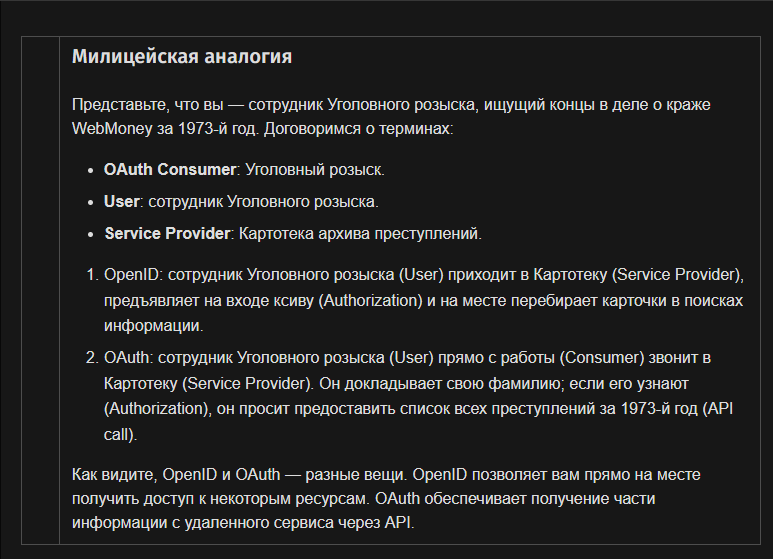 Милицейская аналогия
Представьте, что вы — сотрудник Уголовного розыска, ищущий концы в деле о краже
WebMoney за 1973-й год. Договоримся о терминах:
• OAuth Consumer: Уголовный розыск.
• User: сотрудник Уголовного розыска.
• Service Provider: Картотека архива преступлений.
1. OpenID: сотрудник Уголовного розыска (User) приходит в Картотеку (Service Provider),
предъявляет на входе ксиву (Authorization) и на месте перебирает карточки в поисках
информации.
2. OAuth: сотрудник Уголовного розыска (User) прямо с работы (Consumer) звонит в
Картотеку (Service Provider). Он докладывает свою фамилию; если его узнают
(Authorization), он просит предоставить список всех преступлений за 1973-й год (API
call).
Как видите, OpenID и OAuth — разные вещи. OpenID позволяет вам прямо на месте
получить доступ к некоторым ресурсам. OAuth обеспечивает получение части
информации с удаленного сервиса через API.